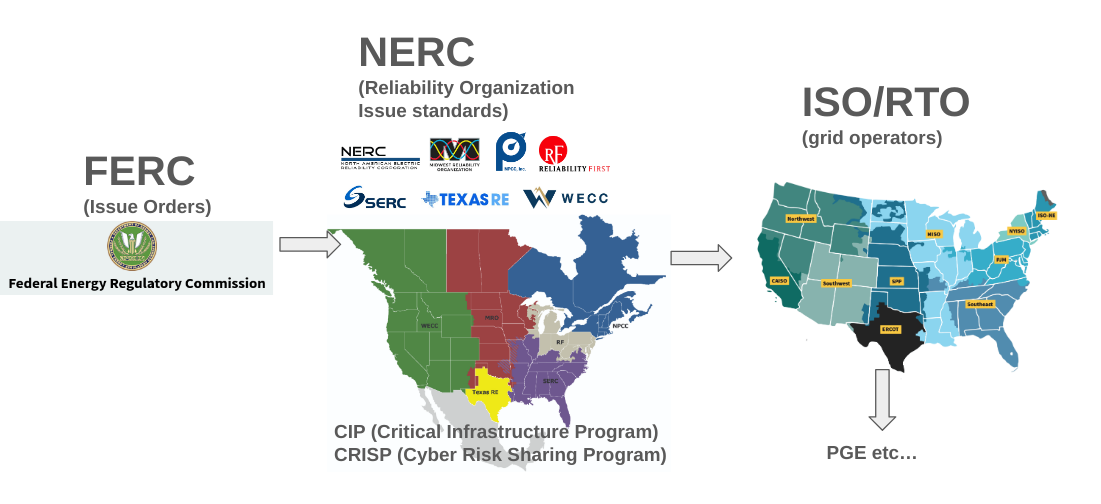 FERC
(Issue Orders)
Federal Energy Regulatory Commission
NERC
(Reliability Organization
Issue standards)
NERC
NORTH AMERICAN ELECTRIC
RELIABILITY CORPORATION
MIDWEST RELIABILITY
ORGANIZATION
NPCC, Inc.
RF
RELIABILITY FIRST
SERC
TEXAS RE
WECC
WECC
MRO
NPCC
RF
SERC
Texas RE
CIP (Critical Infrastructure Program)
CRISP (Cyber Risk Sharing Program)
ISO/RTO
(grid operators)
Northwest
ISO-NE
MISO
NYISO
PJM
CAISO
Southwest
SPP
Southeast
ERCOT
PGE etc...